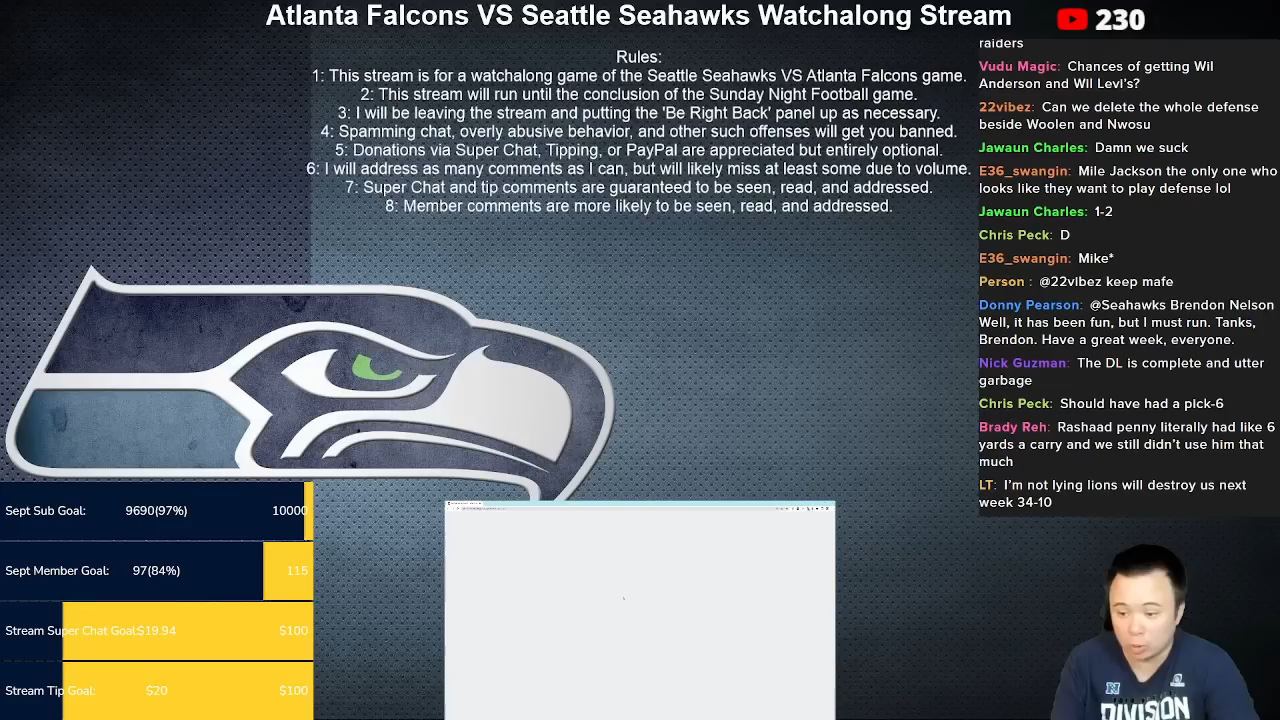 Atlanta Falcons VS Seattle Seahawks Watchalong Stream
230
Rules:
1: This stream is for a watchalong game of the Seattle Seahawks VS Atlanta Falcons game.
2: This stream will run until the conclusion of the Sunday Night Football game.
3: I will be leaving the stream and putting the 'Be Right Back' panel up as necessary.
4: Spamming chat, overly abusive behavior, and other such offenses will get you banned.
5: Donations via Super Chat, Tipping, or PayPal are appreciated but entirely optional.
6: I will address as many comments as I can, but will likely miss at least some due to volume.
7: Super Chat and tip comments are guaranteed to be seen, read, and addressed.
8: Member comments are more likely to be seen, read, and addressed.
raiders
Vudu Magic: Chances of getting Wil
Anderson and Wil Levi's?
22vibez: Can we delete the whole defense
beside Woolen and Nwosu
Jawaun Charles: Damn we suck
E36_swangin: Mile Jackson the only one who
looks like they want to play defense lol
Jawaun Charles: 1-2
Chris Peck: D
E36_swangin: Mike*
Person : @22vibez keep mafe
Donny Pearson: @Seahawks Brendon Nelson
Well, it has been fun, but I must run. Tanks,
Brendon. Have a great week, everyone.
Nick Guzman: The DL is complete and utter
garbage
Chris Peck: Should have had a pick-6
Brady Reh: Rashaad penny literally had like 6
yards a carry and we still didn't use him that
much
LT: I'm not lying lions will destroy us next
week 34-10
Sept Sub Goal: 9690(97%) 10000
Sept Member Goal: 97(84%) 115
Stream Super Chat Goal: $19.94 $100
Stream Tip Goal: $20 $100
DIVISION